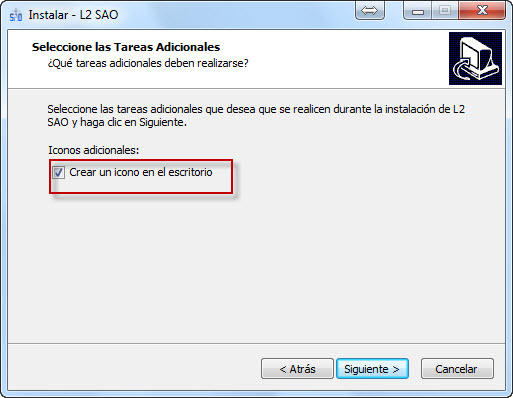 Instalar - L2 SAO
Seleccione las Tareas Adicionales
¿Qué tareas adicionales deben realizarse?
Seleccione las tareas adicionales que desea que se realicen durante la instalación de L2
SAO y haga clic en Siguiente.
Iconos adicionales:
Crear un icono en el escritorio
< Atrás
Siguiente >
Cancelar